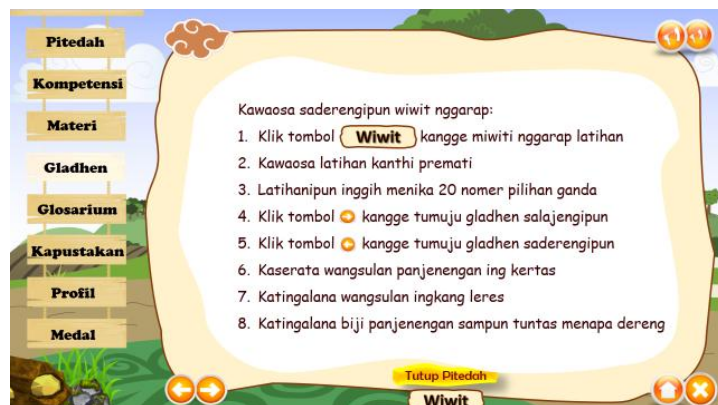 Pitedah
Kompetensi
Materi
Gladhen
Glosarium
Kapustakan
Profil
Medal
Kawaosa saderengipun wiwit nggarap:
1. Klik tombol Wiwit kangge miwiti nggarap latihan
2. Kawaosa latihan kanthi premati
3. Latihanipun inggih menika 20 nomer pilihan ganda
4. Klik tombol kangge tumuju gladhen salajengipun
5. Klik tombol kangge tumuju gladhen saderengipun
6. Kaserata wangsulan panjenengan ing kertas
7. Katingalana wangsulan ingkang leres
8. Katingalana biji panjenengan sampun tuntas menapa dereng
Tutup Pitedah
Wiwit